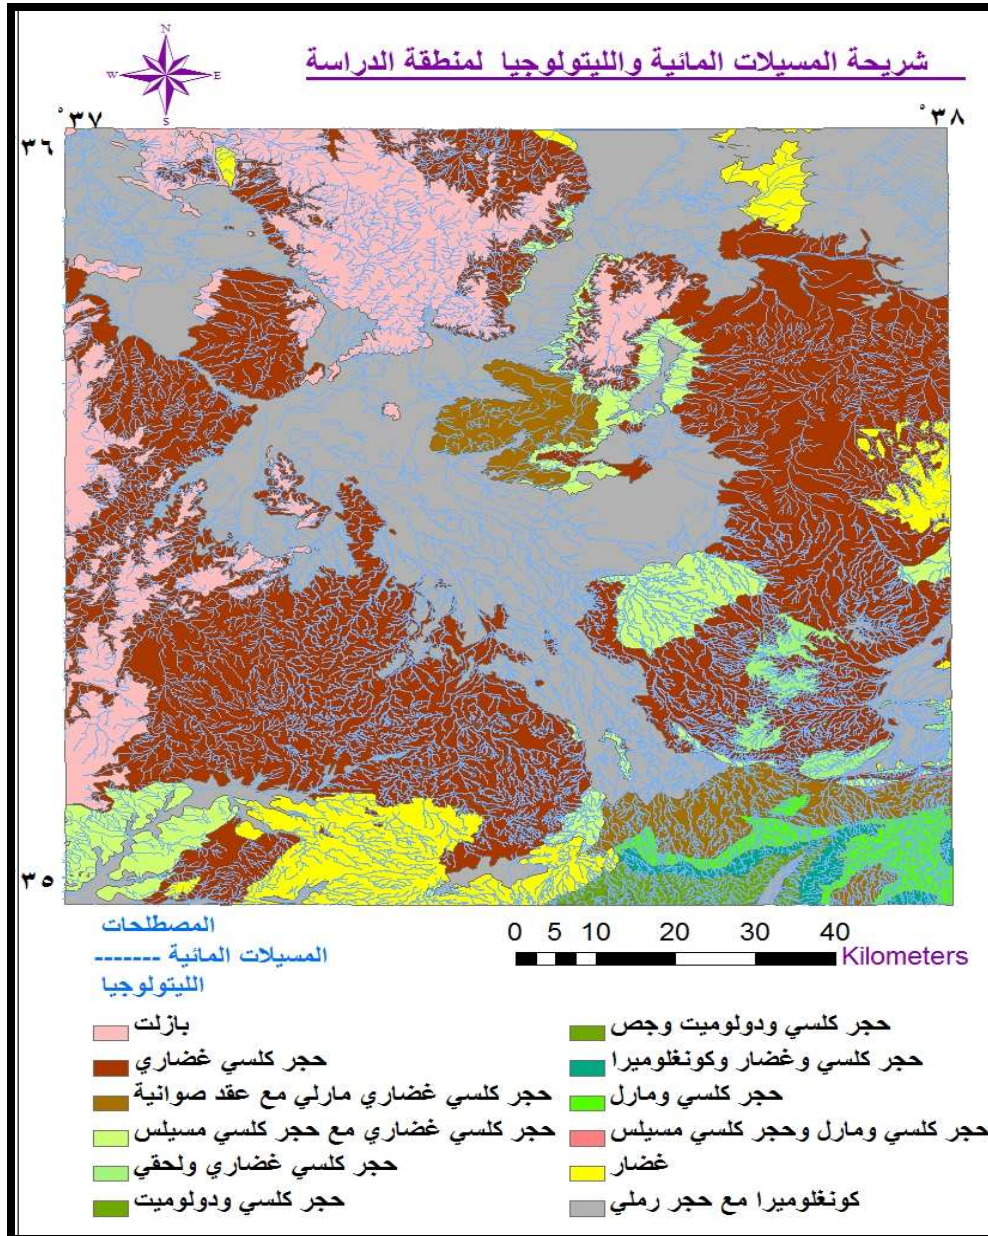 شريحة المسيلات المائية والليتولوجيا لمنطقة الدراسة
N
W E
S
°٣٧ °٣٨
٣٦
٣٥
المصطلحات
المسيلات المائية -------
الليتولوجيا
0 5 10 20 30 40
Kilometers
بازلت
حجر كلسي غضاري
حجر كلسي غضاري مارلي مع عقد صوانية
حجر كلسي غضاري مع حجر كلسي مسيلس
حجر كلسي غضاري ولحقي
حجر كلسي ودولوميت
حجر كلسي ودولوميت وجص
حجر كلسي وغضار وكونغلوميرا
حجر كلسي ومارل
حجر كلسي ومارل وحجر كلسي مسيلس
غضار
كونغلوميرا مع حجر رملي